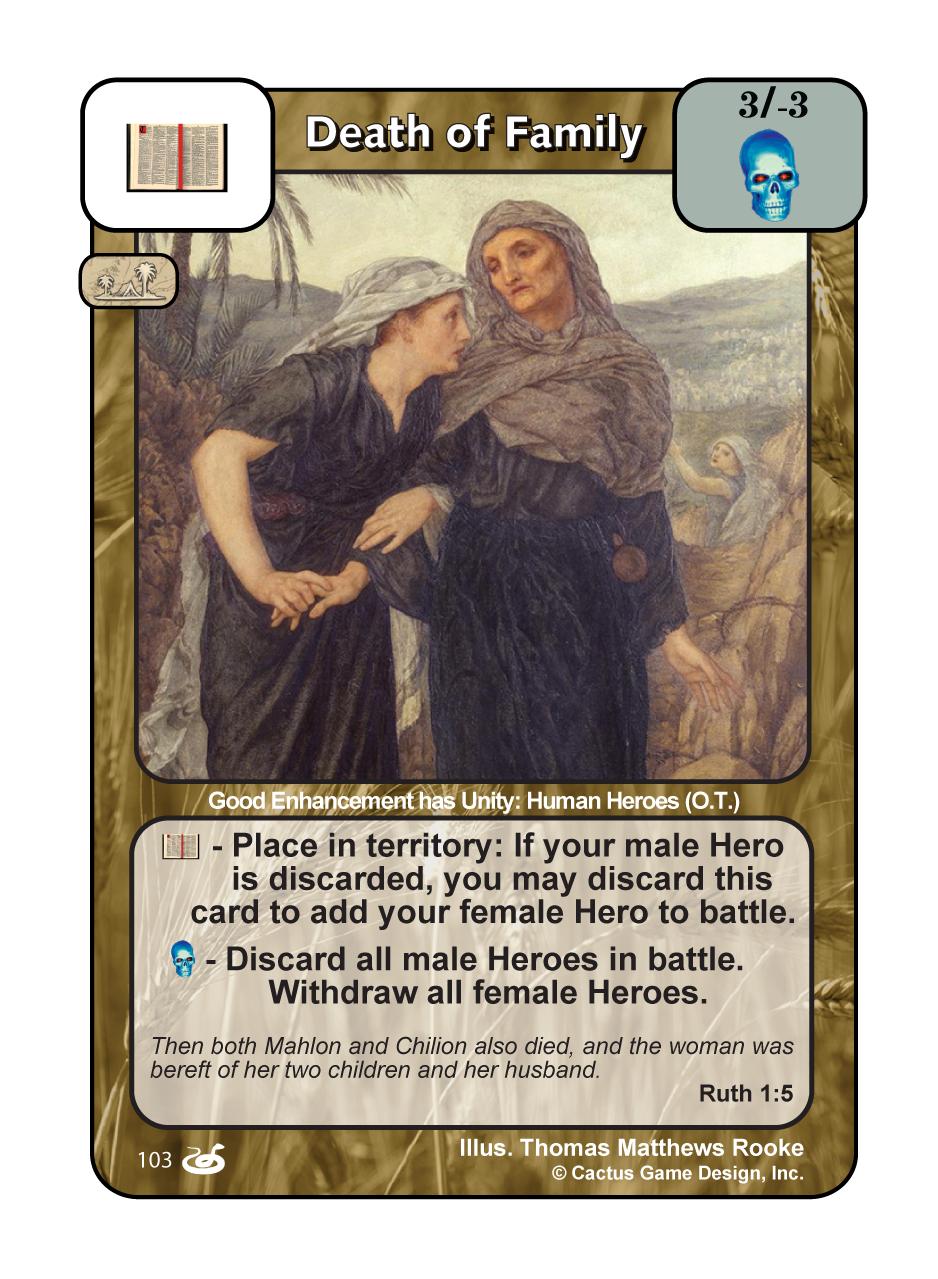 Death of Family
3/-3
Good Enhancement has Unity: Human Heroes (O.T.)
- Place in territory: If your male Hero
is discarded, you may discard this
card to add your female Hero to battle.
- Discard all male Heroes in battle.
Withdraw all female Heroes.
Then both Mahlon and Chilion also died, and the woman was
bereft of her two children and her husband.
Ruth 1:5
103
Illus. Thomas Matthews Rooke
© Cactus Game Design, Inc.